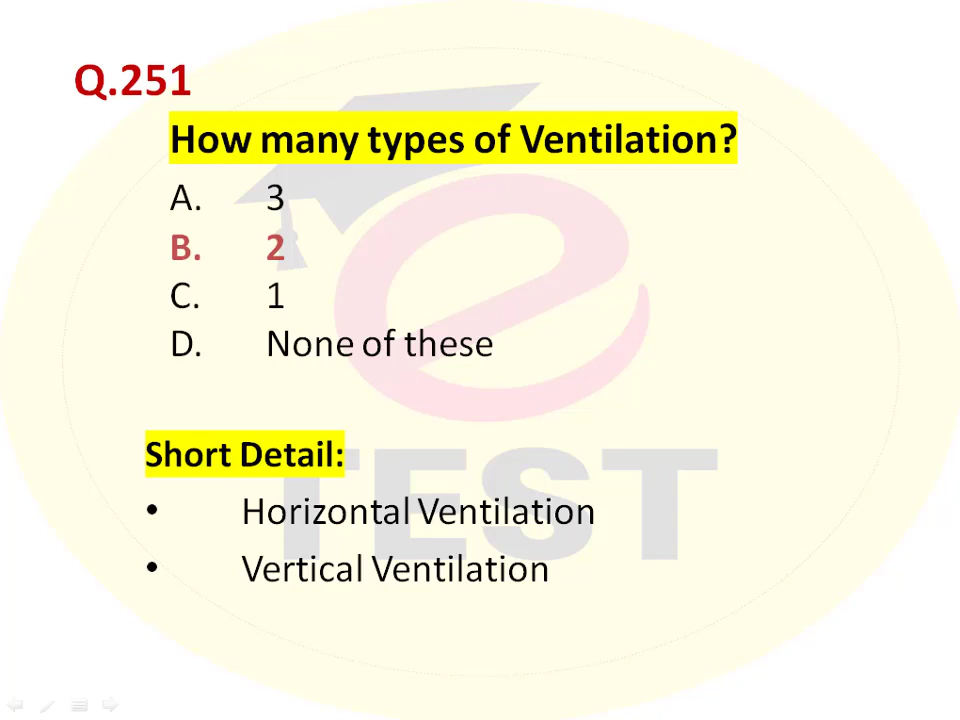 Q.251
How many types of Ventilation?
A. 3
B. 2
C. 1
D. None of these
Short Detail:
• Horizontal Ventilation
• Vertical Ventilation
e
TEST